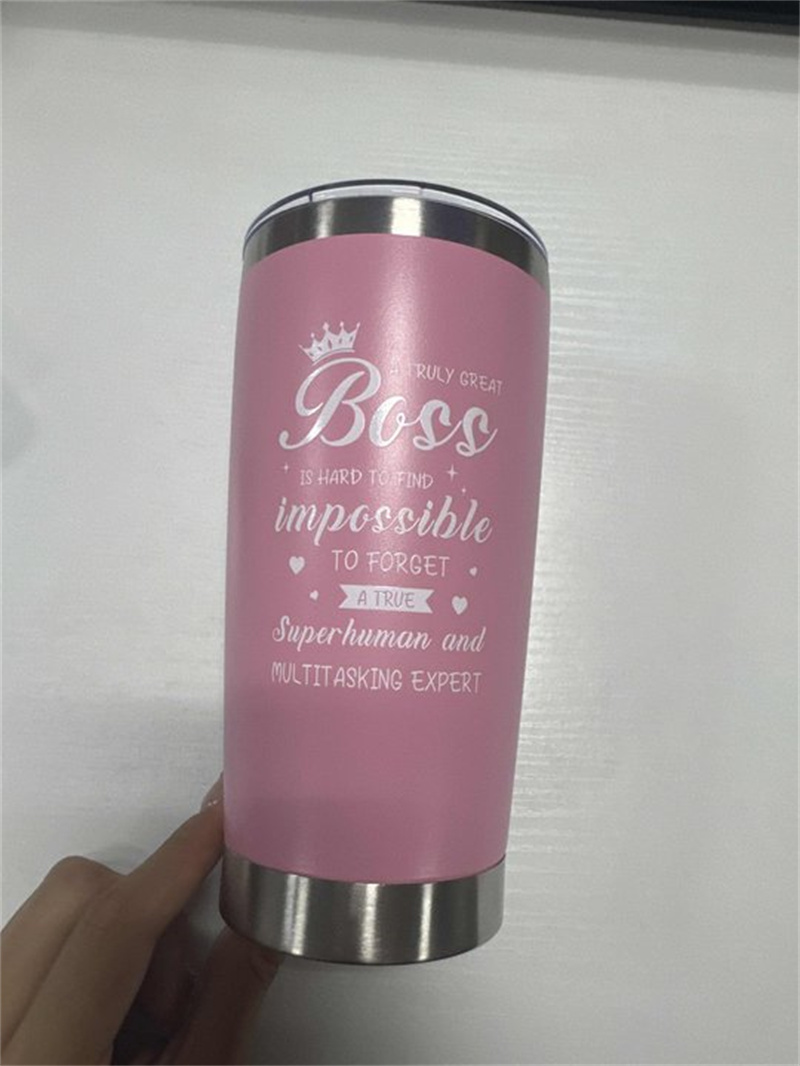 A TRULY GREAT
Boss
IS HARD TO FIND
impossible
TO FORGET
A TRUE
Superhuman and
MULTITASKING EXPERT